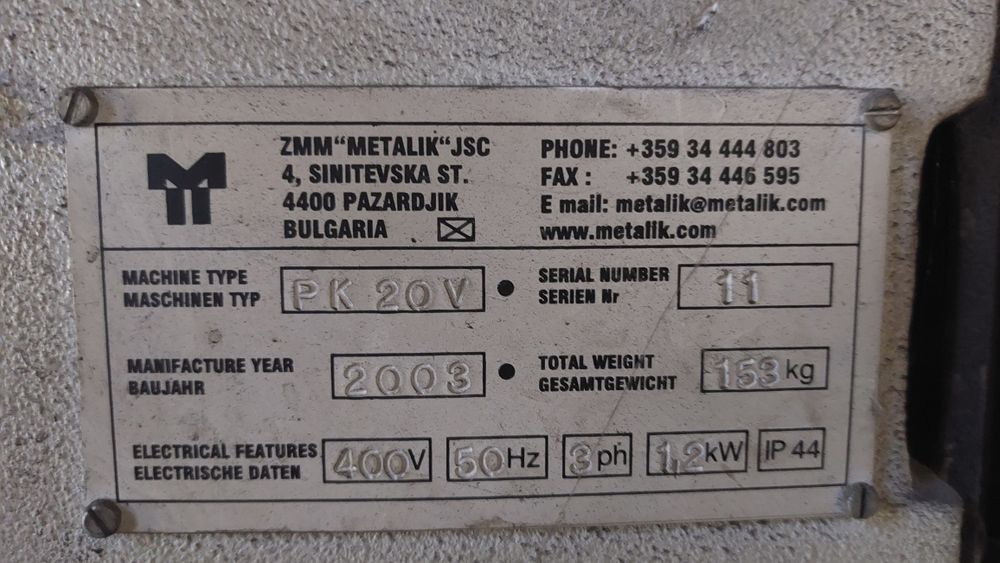 ZMM“METALIK“JSC
4, SINITEVSKA ST.
4400 PAZARDJIK
BULGARIA
PHONE: +359 34 444 803
FAX : +359 34 446 595
E mail: metalik@metalik.com
www.metalik.com
MACHINE TYPE
MASCHINEN TYP
PK 20V
SERIAL NUMBER
SERIEN Nr
11
MANIFACTURE YEAR
BAUJAHR
2003
TOTAL WEIGHT
GESAMTGEWICHT
153 kg
ELECTRICAL FEATURES
ELECTRISCHE DATEN
400V
50Hz
3ph
1,2kW
IP 44